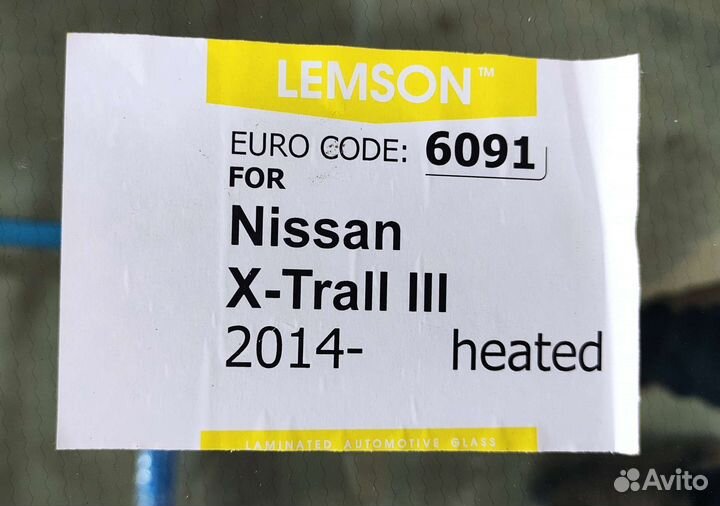 LEMSON™
EURO CODE: 6091
FOR
Nissan
X-Trall III
2014- heated
LAMINATED AUTOMOTIVE GLASS
Avito